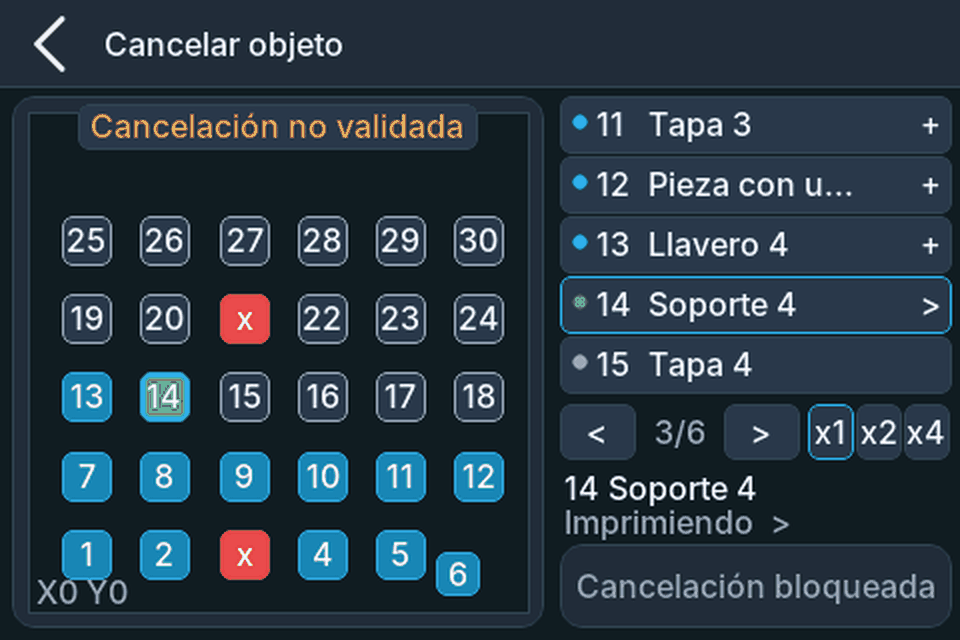 Cancelar objeto
Cancelación no validada
25 26 27 28 29 30
19 20 x 22 23 24
13 14 15 16 17 18
7 8 9 10 11 12
1 2 x 4 5 6
X0 Y0
11 Tapa 3 +
12 Pieza con u... +
13 Llavero 4 +
14 Soporte 4 >
15 Tapa 4
< 3/6 > x1 x2 x4
14 Soporte 4
Imprimiendo >
Cancelación bloqueada